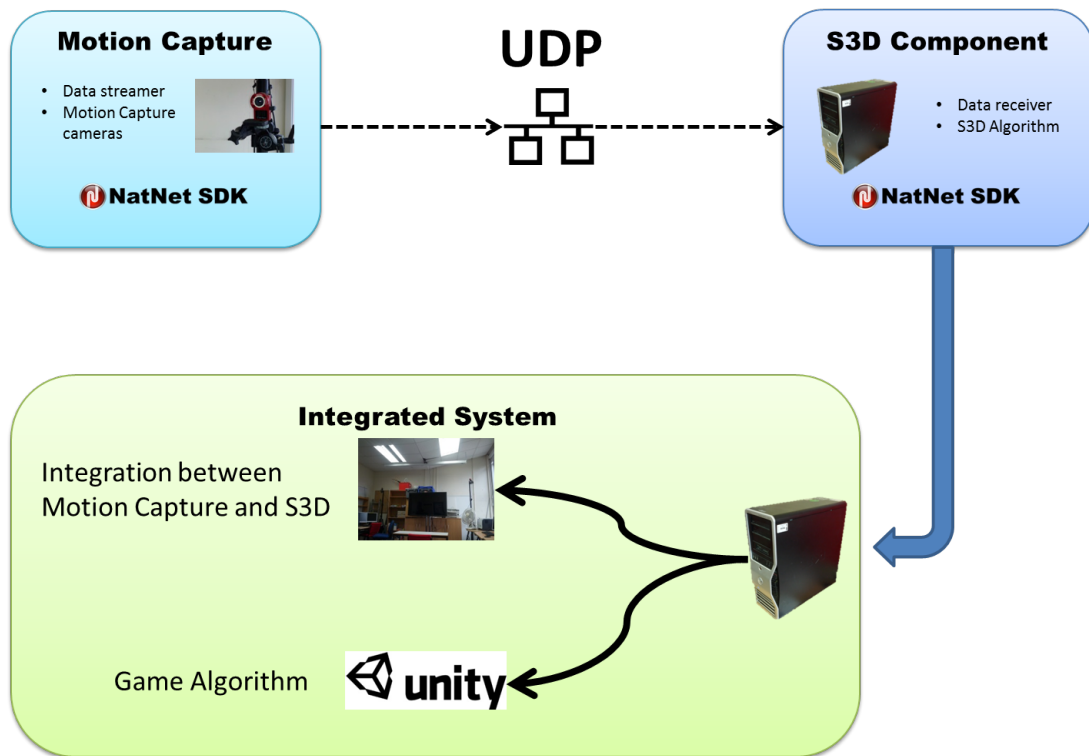 Motion Capture
• Data streamer
• Motion Capture
cameras
NatNet SDK
UDP
S3D Component
• Data receiver
• S3D Algorithm
NatNet SDK
Integrated System
Integration between
Motion Capture and S3D
Game Algorithm
unity